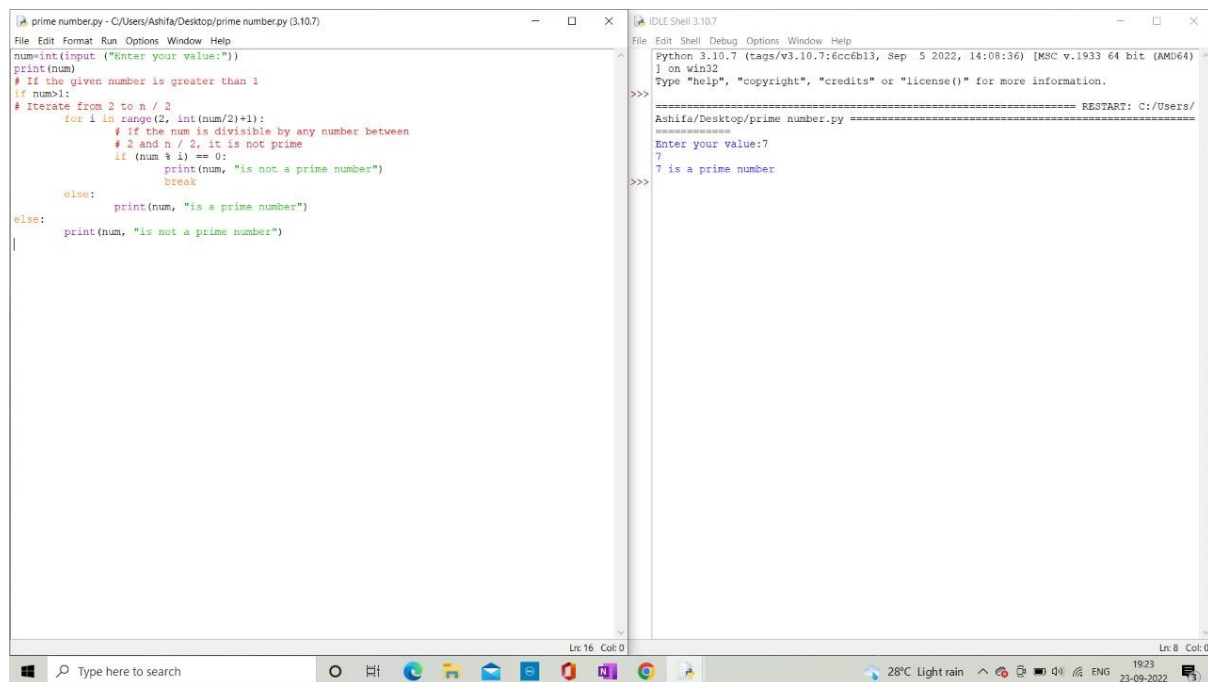 prime number.py - C:/Users/Ashifa/Desktop/prime number.py (3.10.7)
File Edit Format Run Options Window Help
num=int(input ("Enter your value:"))
print(num)
# If the given number is greater than 1
if num>1:
# Iterate from 2 to n / 2
        for i in range(2, int(num/2)+1):
                # If the num is divisible by any number between
                # 2 and n / 2, it is not prime
                if (num % i) == 0:
                        print(num, "is not a prime number")
                        break
        else:
                print(num, "is a prime number")
else:
        print(num, "is not a prime number")
Ln: 16 Col: 0
IDLE Shell 3.10.7
File Edit Shell Debug Options Window Help
Python 3.10.7 (tags/v3.10.7:6cc6b13, Sep  5 2022, 14:08:36) [MSC v.1933 64 bit (AMD64)
] on win32
Type "help", "copyright", "credits" or "license()" for more information.
>>>
=================================================================== RESTART: C:/Users/
Ashifa/Desktop/prime number.py =======================================================
============
Enter your value:7
7
7 is a prime number
>>>
Ln: 8 Col: 0
Type here to search
28°C Light rain
ENG
19:23
23-09-2022
3